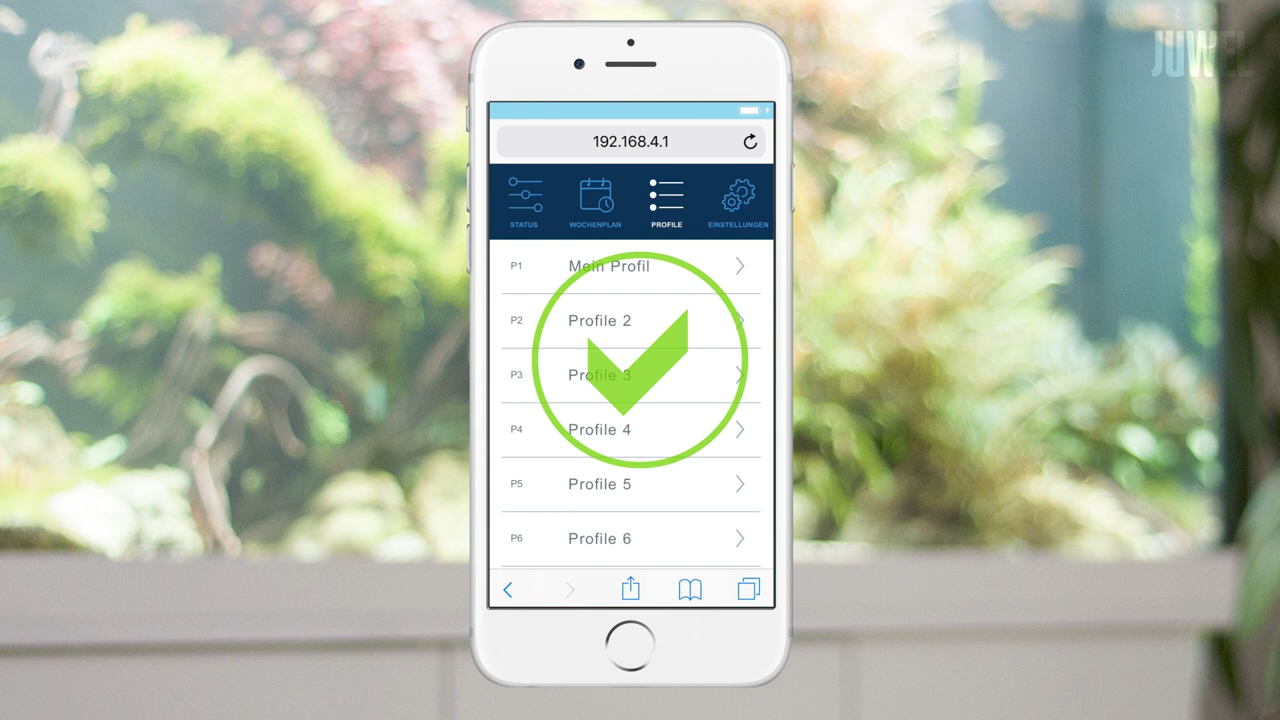 JUWEL
192.168.4.1
STATUS WOCHENPLAN PROFILE EINSTELLUNGEN
P1 Mein Profil
P2 Profile 2
P3 Profile 3
P4 Profile 4
P5 Profile 5
P6 Profile 6